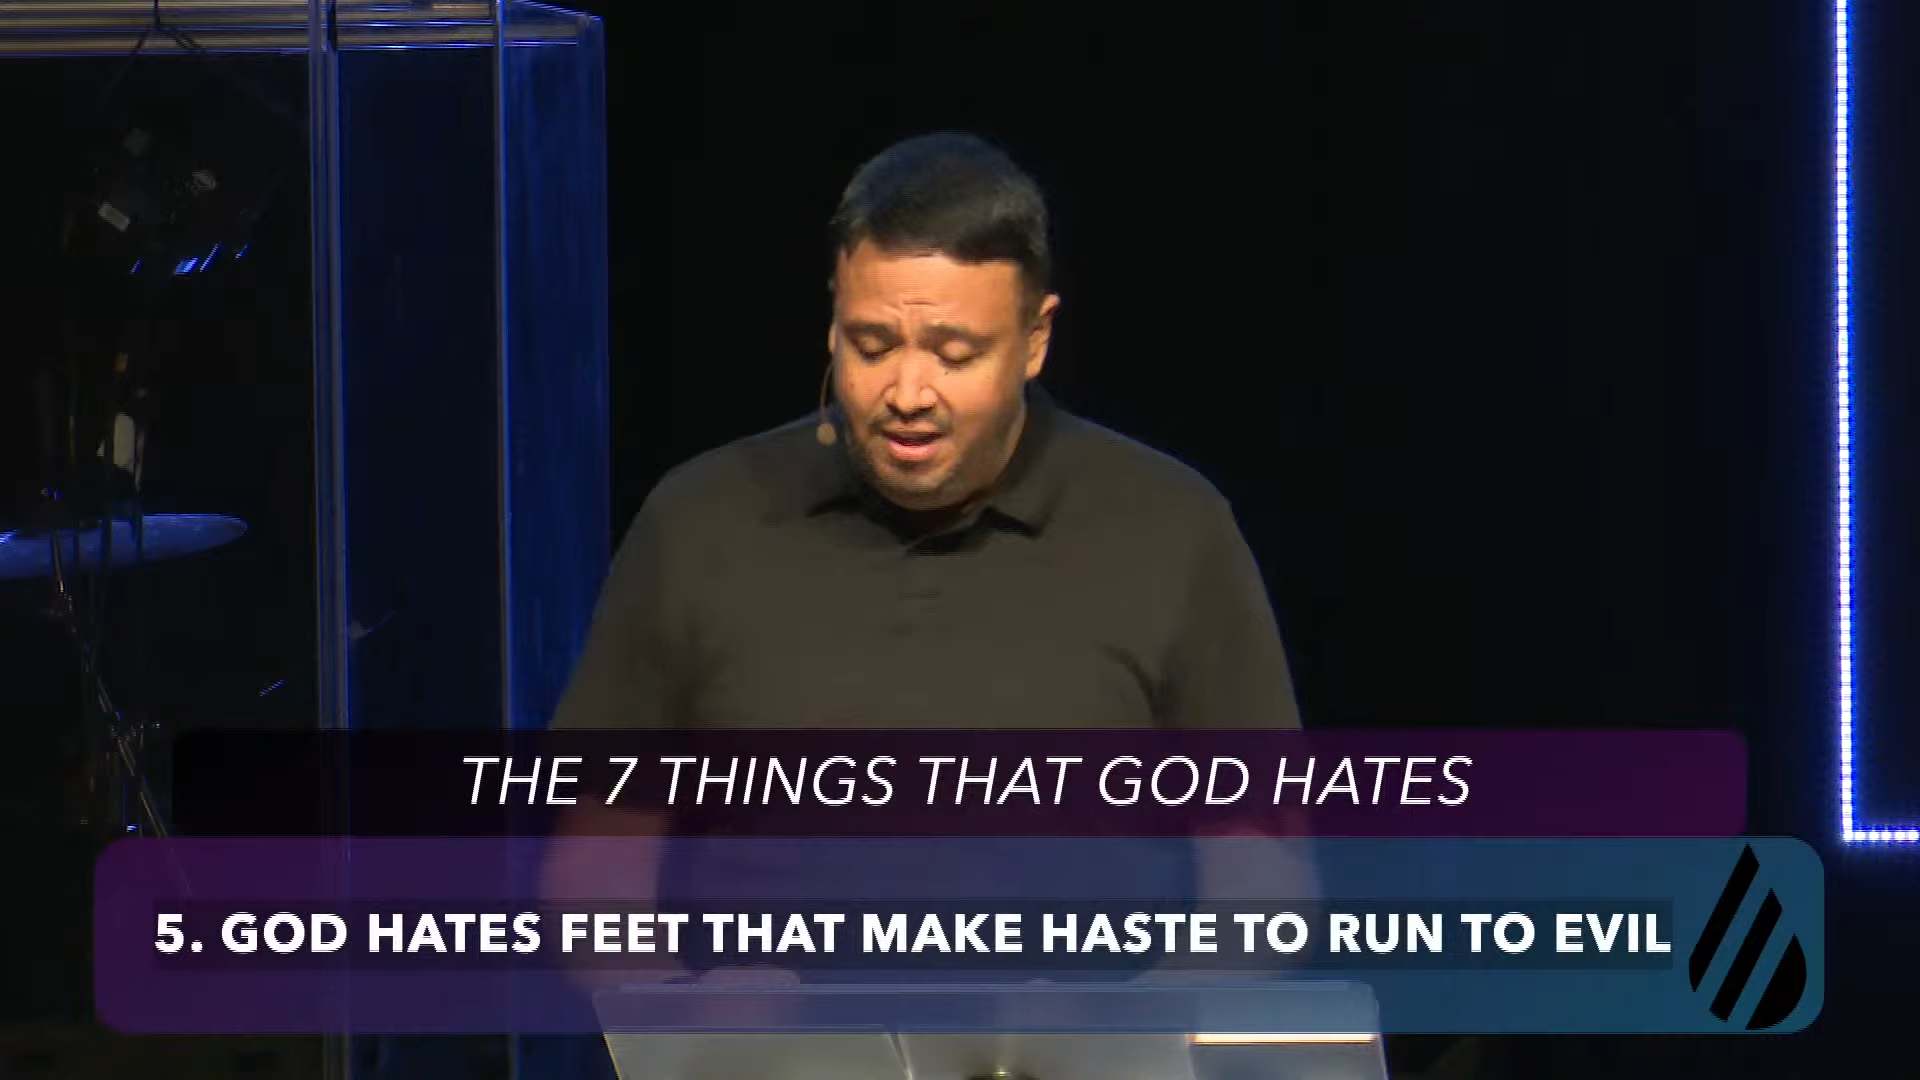 THE 7 THINGS THAT GOD HATES
5. GOD HATES FEET THAT MAKE HASTE TO RUN TO EVIL